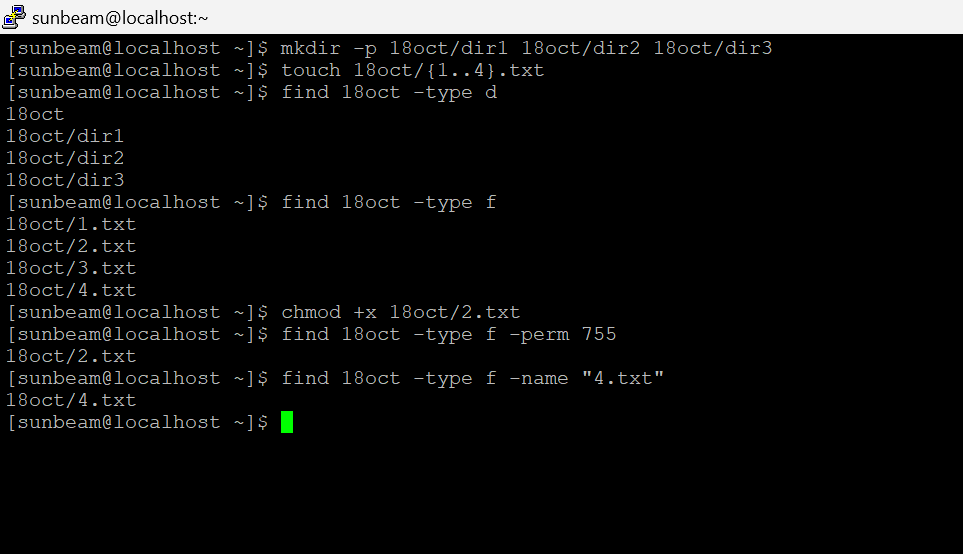 sunbeam@localhost:~
[sunbeam@localhost ~]$ mkdir -p 18oct/dir1 18oct/dir2 18oct/dir3
[sunbeam@localhost ~]$ touch 18oct/{1..4}.txt
[sunbeam@localhost ~]$ find 18oct -type d
18oct
18oct/dir1
18oct/dir2
18oct/dir3
[sunbeam@localhost ~]$ find 18oct -type f
18oct/1.txt
18oct/2.txt
18oct/3.txt
18oct/4.txt
[sunbeam@localhost ~]$ chmod +x 18oct/2.txt
[sunbeam@localhost ~]$ find 18oct -type f -perm 755
18oct/2.txt
[sunbeam@localhost ~]$ find 18oct -type f -name "4.txt"
18oct/4.txt
[sunbeam@localhost ~]$